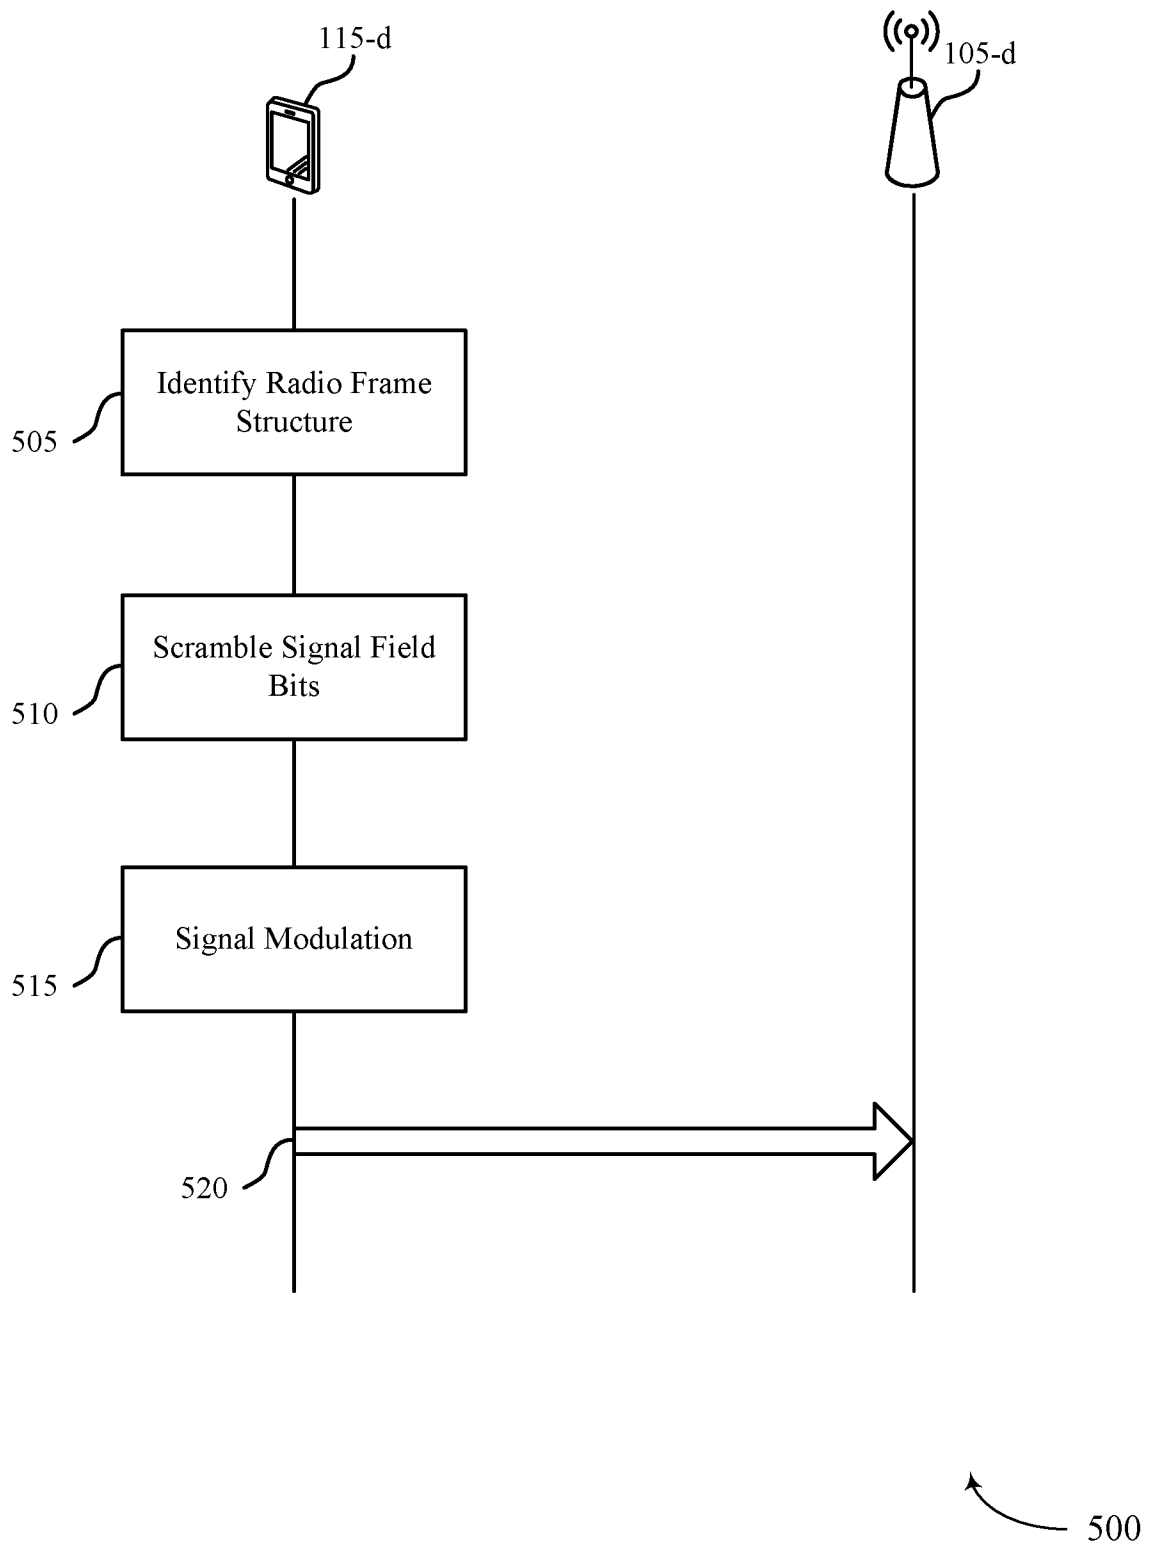 115-d
105-d
Identify Radio Frame
Structure
505
Scramble Signal Field
Bits
510
Signal Modulation
515
520
500